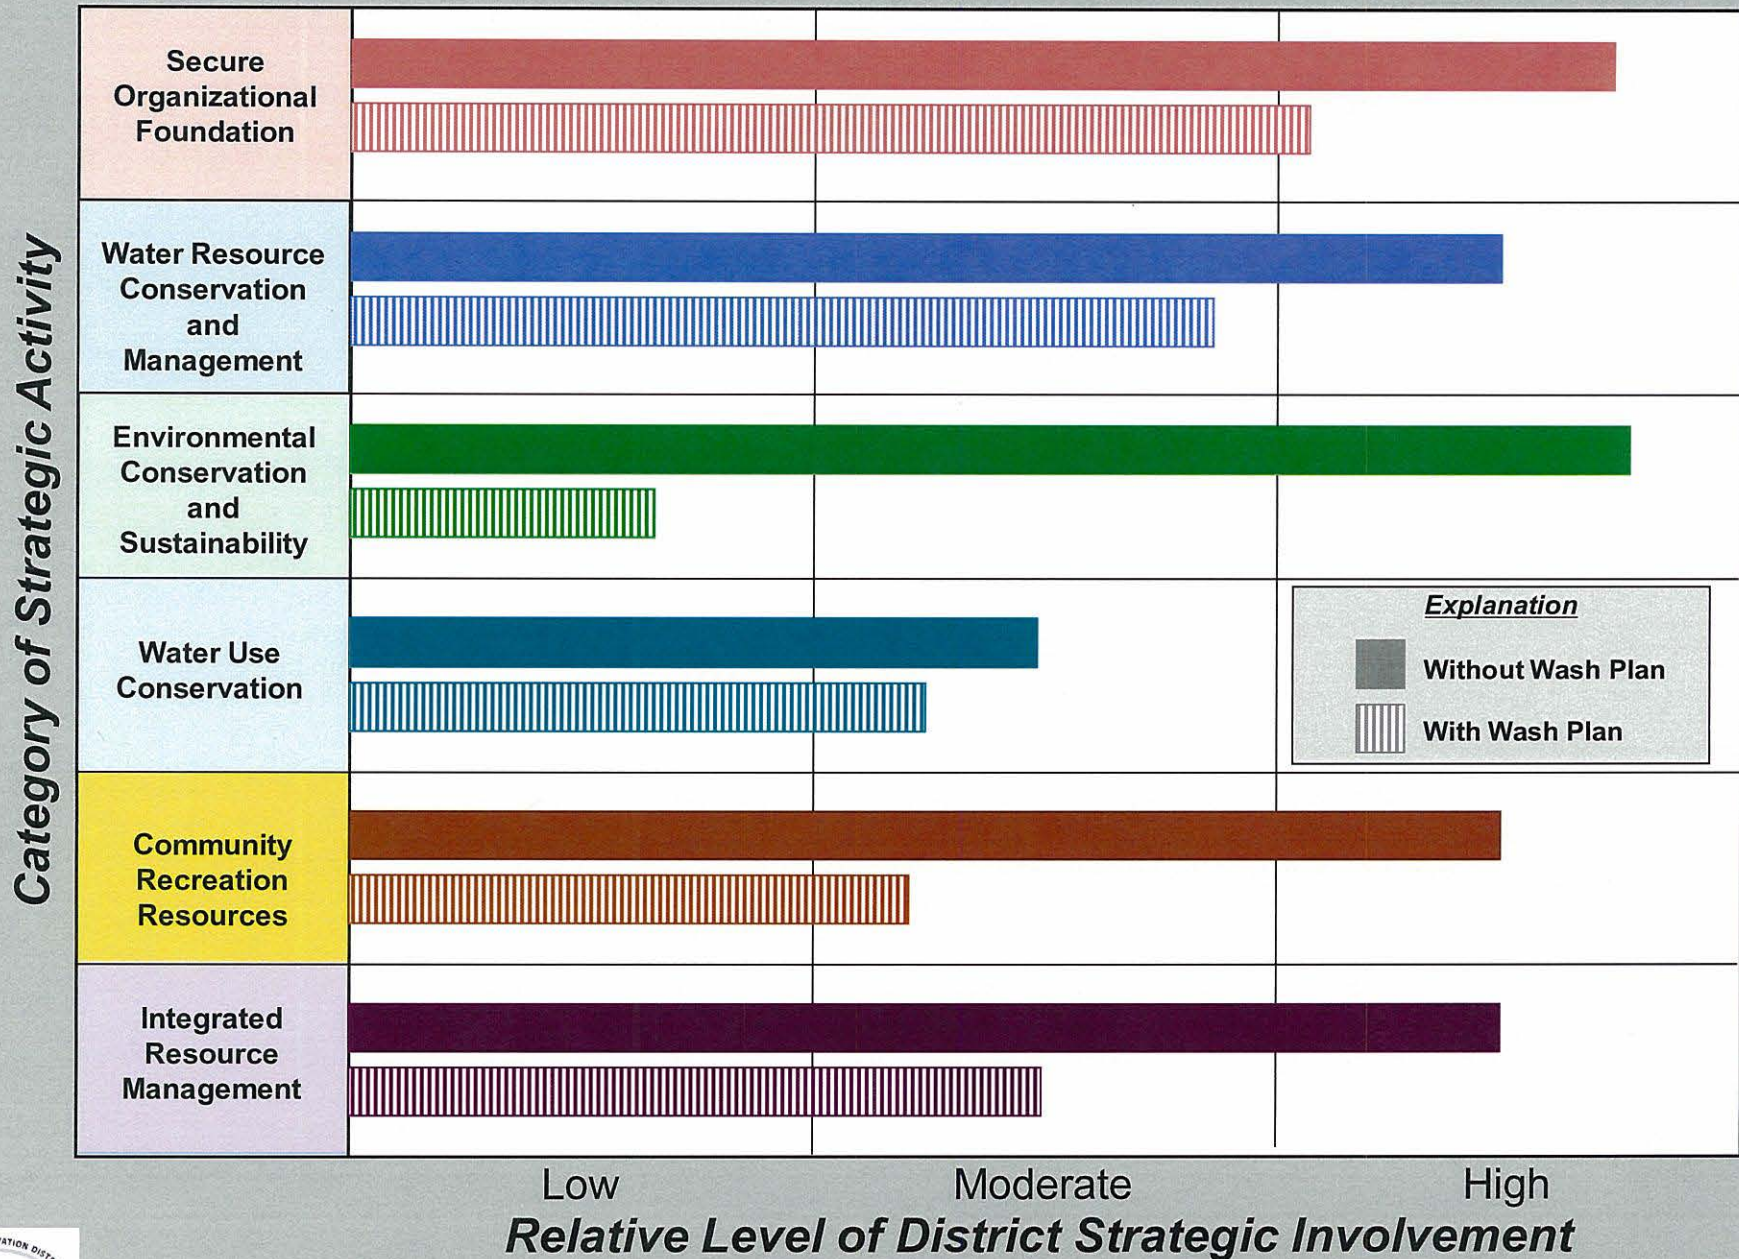 Category of Strategic Activity
Secure
Organizational
Foundation
Water Resource
Conservation
and
Management
Environmental
Conservation
and
Sustainability
Water Use
Conservation
Community
Recreation
Resources
Integrated
Resource
Management
Explanation
Without Wash Plan
With Wash Plan
Low
Moderate
High
Relative Level of District Strategic Involvement